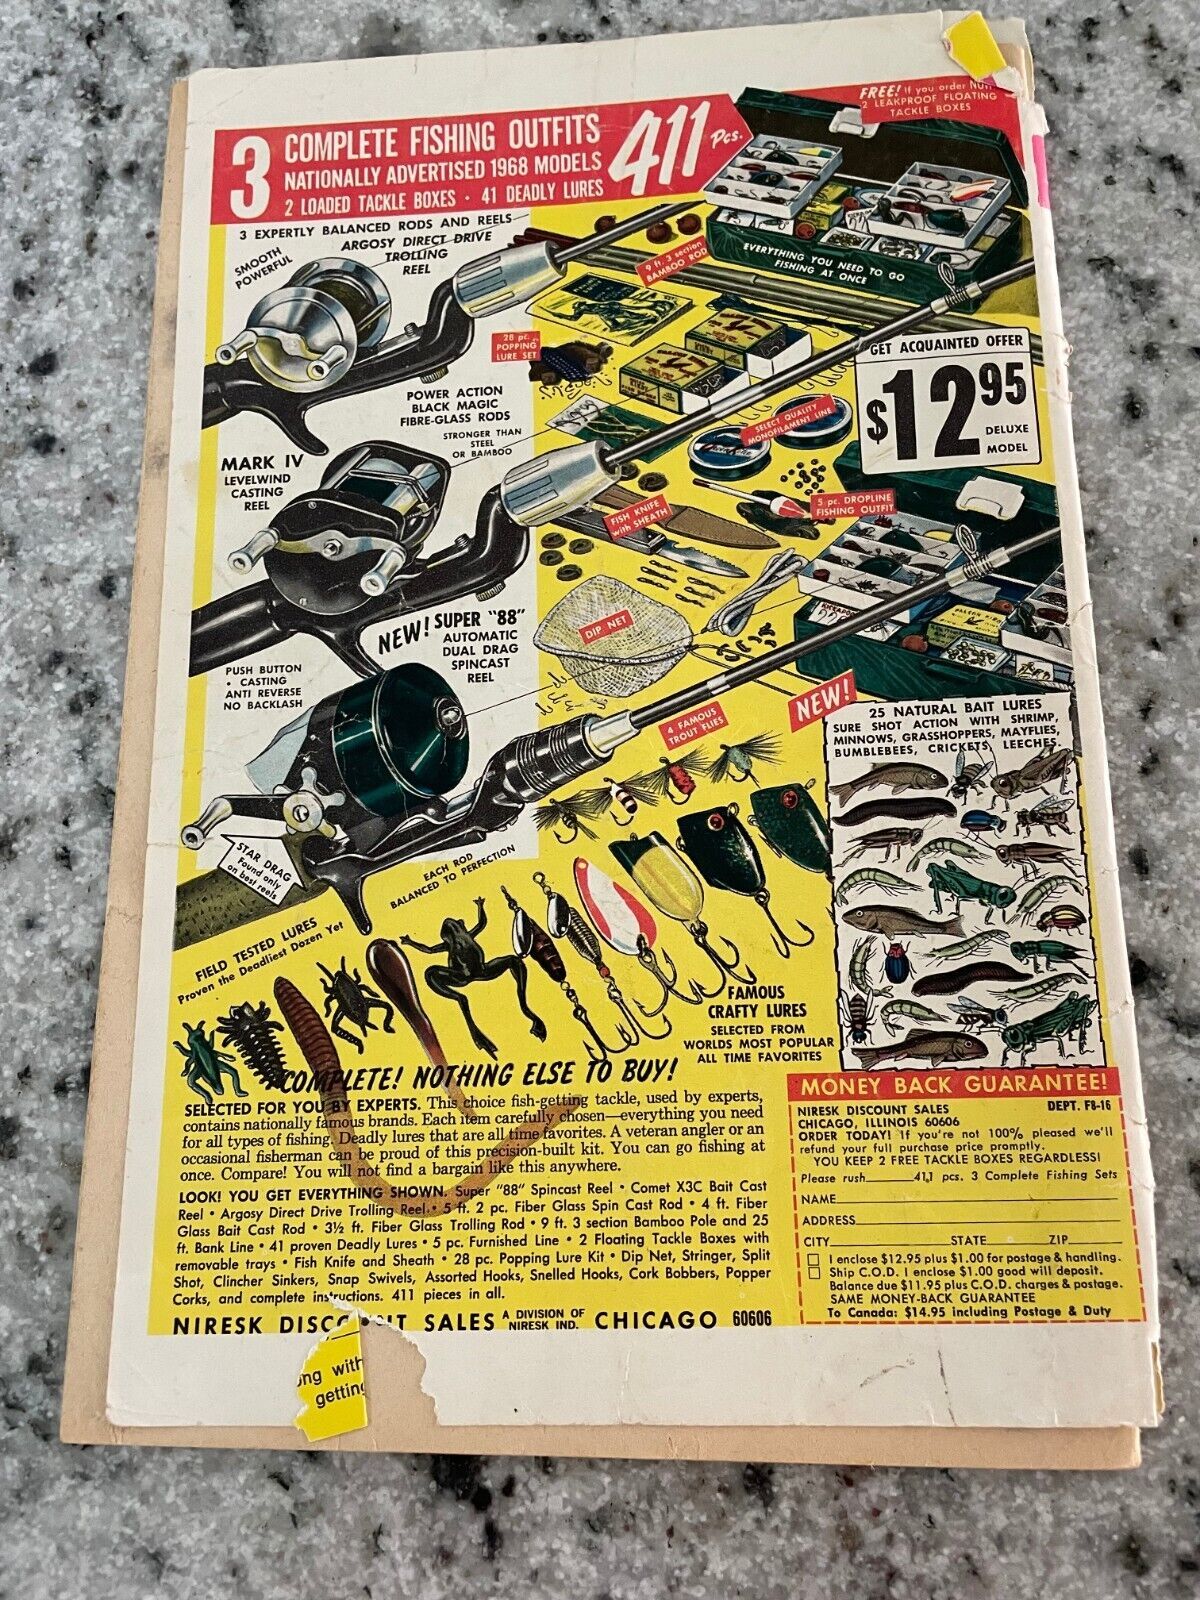 3
COMPLETE FISHING OUTFITS
NATIONALLY ADVERTISED 1968 MODELS
2 LOADED TACKLE BOXES · 41 DEADLY LURES
411 Pcs.
FREE! If you order
2 LEAKPROOF FLOATING
TACKLE BOXES
3 EXPERTLY BALANCED RODS AND REELS
ARGOSY DIRECT DRIVE
TROLLING
REEL
SMOOTH
POWERFUL
9 ft. 3 section
BAMBOO ROD
EVERYTHING YOU NEED TO GO
FISHING AT ONCE
28 pc.
POPPING
LURE SET
GET ACQUAINTED OFFER
$12.95
DELUXE
MODEL
POWER ACTION
BLACK MAGIC
FIBRE-GLASS RODS
STRONGER THAN
STEEL
OR BAMBOO
SELECT QUALITY
MONOFILAMENT LINE
MARK IV
LEVELWIND
CASTING
REEL
FISH KNIFE
with SHEATH
5 pc. DROPLINE
FISHING OUTFIT
DIP NET
NEW! SUPER "88"
AUTOMATIC
DUAL DRAG
SPINCAST
REEL
PUSH BUTTON
• CASTING
ANTI REVERSE
NO BACKLASH
4 FAMOUS
TROUT FLIES
NEW!
25 NATURAL BAIT LURES
SURE SHOT ACTION WITH SHRIMP,
MINNOWS, GRASSHOPPERS, MAYFLIES,
BUMBLEBEES, CRICKETS, LEECHES.
STAR DRAG
Found only
on best reels
EACH ROD
BALANCED TO PERFECTION
FIELD TESTED LURES
Proven the Deadliest Dozen Yet
FAMOUS
CRAFTY LURES
SELECTED FROM
WORLDS MOST POPULAR
ALL TIME FAVORITES
COMPLETE! NOTHING ELSE TO BUY!
SELECTED FOR YOU BY EXPERTS. This choice fish-getting tackle, used by experts,
contains nationally famous brands. Each item carefully chosen—everything you need
for all types of fishing. Deadly lures that are all time favorites. A veteran angler or an
occasional fisherman can be proud of this precision-built kit. You can go fishing at
once. Compare! You will not find a bargain like this anywhere.
LOOK! YOU GET EVERYTHING SHOWN. Super "88" Spincast Reel • Comet X3C Bait Cast
Reel • Argosy Direct Drive Trolling Reel • 5 ft. 2 pc. Fiber Glass Spin Cast Rod • 4 ft. Fiber
Glass Bait Cast Rod • 3½ ft. Fiber Glass Trolling Rod • 9 ft. 3 section Bamboo Pole and 25
ft. Bank Line • 41 proven Deadly Lures • 5 pc. Furnished Line • 2 Floating Tackle Boxes with
removable trays • Fish Knife and Sheath • 28 pc. Popping Lure Kit • Dip Net, Stringer, Split
Shot, Clincher Sinkers, Snap Swivels, Assorted Hooks, Snelled Hooks, Cork Bobbers, Popper
Corks, and complete instructions. 411 pieces in all.
NIRESK DISCOUNT SALES A DIVISION OF NIRESK IND. CHICAGO 60606
ng with
getting
MONEY BACK GUARANTEE!
NIRESK DISCOUNT SALES DEPT. F8-16
CHICAGO, ILLINOIS 60606
ORDER TODAY! If you're not 100% pleased we'll
refund your full purchase price promply.
YOU KEEP 2 FREE TACKLE BOXES REGARDLESS!
Please rush______411 pcs. 3 Complete Fishing Sets
NAME
ADDRESS
CITY STATE ZIP
I enclose $12.95 plus $1.00 for postage & handling.
Ship C.O.D. I enclose $1.00 good will deposit.
Balance due $11.95 plus C.O.D. charges & postage.
SAME MONEY-BACK GUARANTEE
To Canada: $14.95 including Postage & Duty